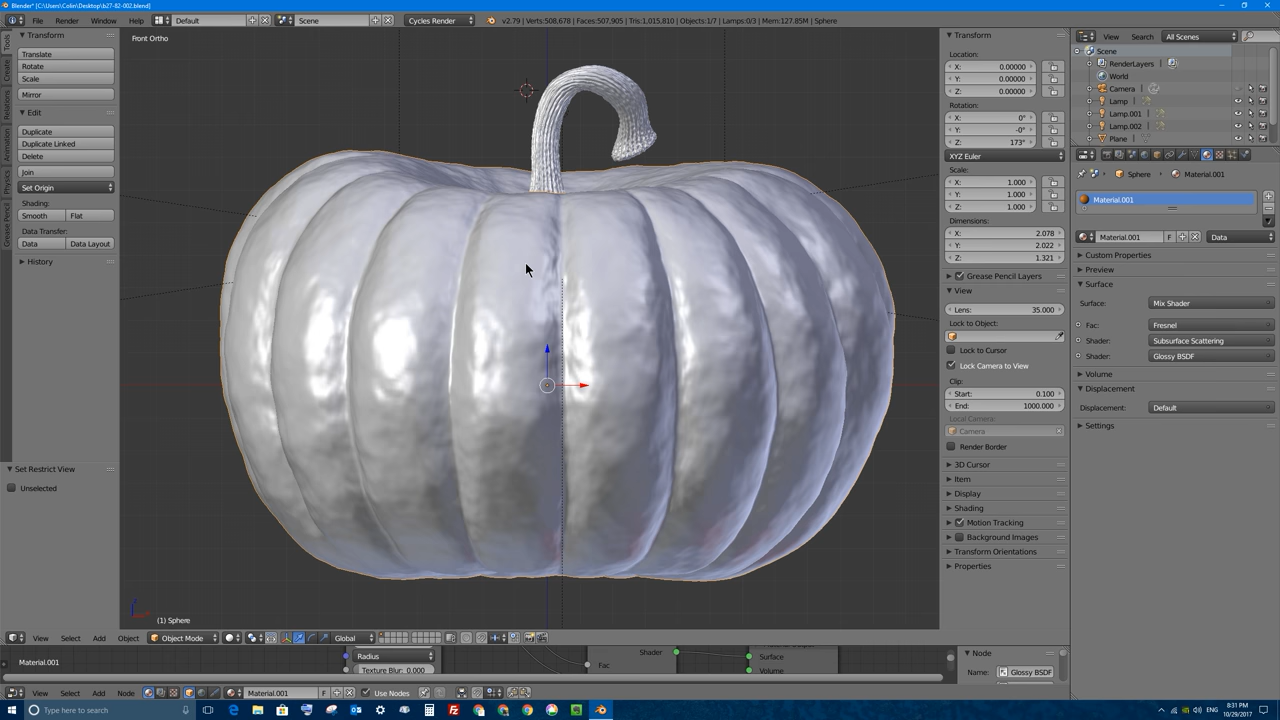 Blender* [C:\Users\Colin\Desktop\b27-82-002.blend]
File Render Window Help Default Scene Cycles Render v2.79 | Verts:508,678 | Faces:507,905 | Tris:1,015,810 | Objects:1/7 | Lamps:0/3 | Mem:127.85M | Sphere
Tools
Create
Relations
Animation
Physics
Grease Pencil
Transform
Translate
Rotate
Scale
Mirror
Edit
Duplicate
Duplicate Linked
Delete
Join
Set Origin
Shading:
Smooth Flat
Data Transfer:
Data Data Layout
History
Set Restrict View
Unselected
Front Ortho
(1) Sphere
Transform
Location:
X: 0.00000
Y: 0.00000
Z: 0.00000
Rotation:
X: 0°
Y: -0°
Z: 173°
XYZ Euler
Scale:
X: 1.000
Y: 1.000
Z: 1.000
Dimensions:
X: 2.078
Y: 2.022
Z: 1.321
Grease Pencil Layers
View
Lens: 35.000
Lock to Object:
Lock to Cursor
Lock Camera to View
Clip:
Start: 0.100
End: 1000.000
Local Camera:
Camera
Render Border
3D Cursor
Item
Display
Shading
Motion Tracking
Background Images
Transform Orientations
Properties
View Search All Scenes
Scene
RenderLayers
World
Camera
Lamp
Lamp.001
Lamp.002
Plane
Sphere Material.001
Material.001
Material.001 F Data
Custom Properties
Preview
Surface
Surface: Mix Shader
Fac: Fresnel
Shader: Subsurface Scattering
Shader: Glossy BSDF
Volume
Displacement
Displacement: Default
Settings
View Select Add Object Object Mode Global
Material.001
Radius
Texture Blur: 0.000
Fac
Shader
Surface
Volume
Node
Name: Glossy BSDF
View Select Add Node Material.001 F Use Nodes
Type here to search
ENG
8:31 PM
10/29/2017